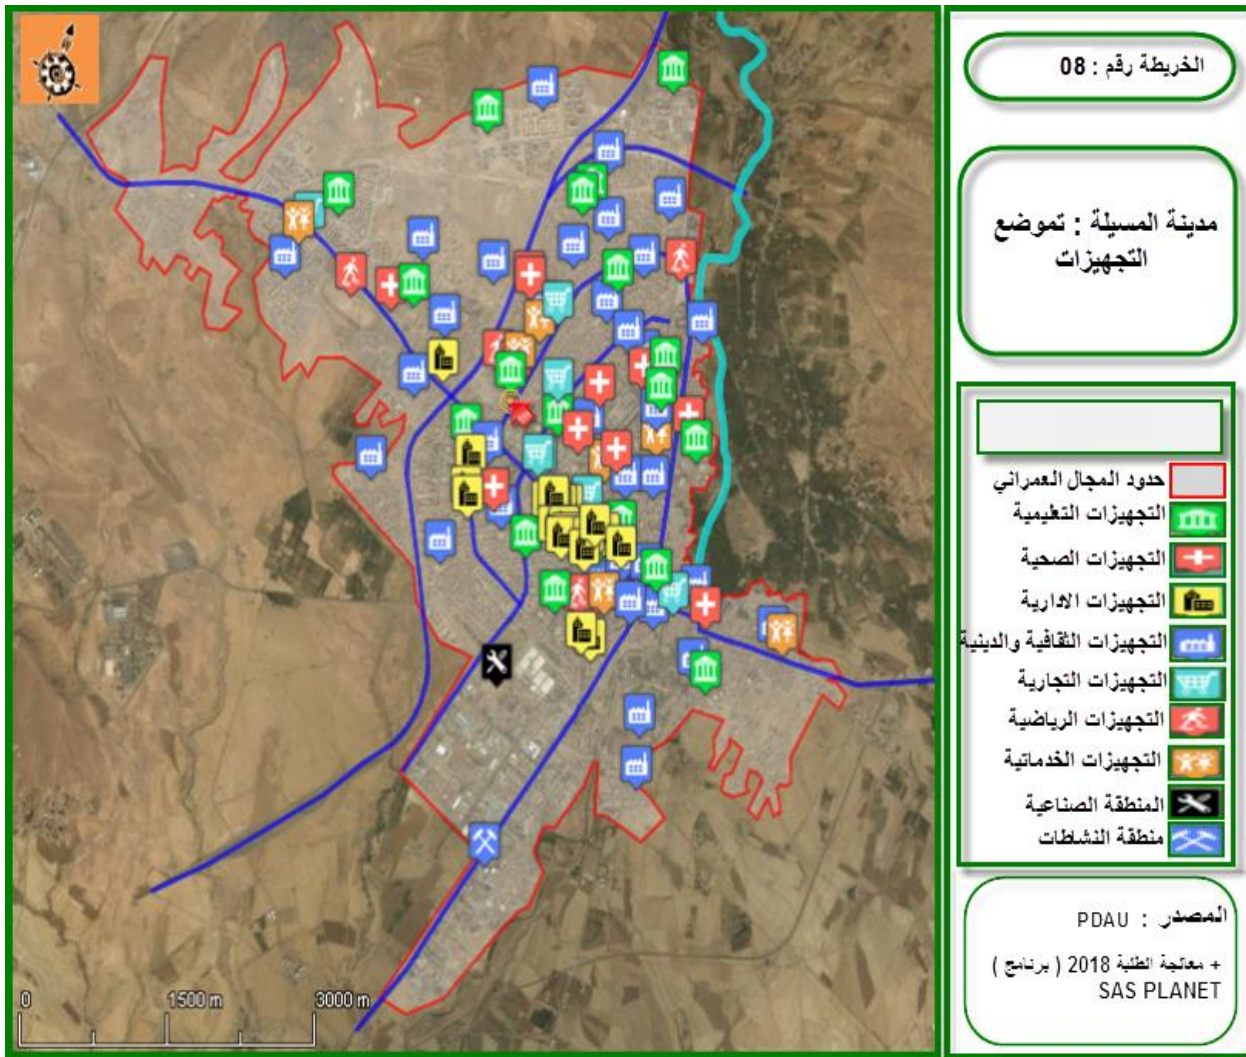 الخريطة رقم : 08
مدينة المسيلة : تموضع
التجهيزات
حدود المجال العمراني
التجهيزات التعليمية
التجهيزات الصحية
التجهيزات الادارية
التجهيزات الثقافية والدينية
التجهيزات التجارية
التجهيزات الرياضية
التجهيزات الخدماتية
المنطقة الصناعية
منطقة النشاطات
المصدر : PDAU
+ معالجة الطلبة 2018 ( برنامج )
SAS PLANET
0 1500 m 3000 m